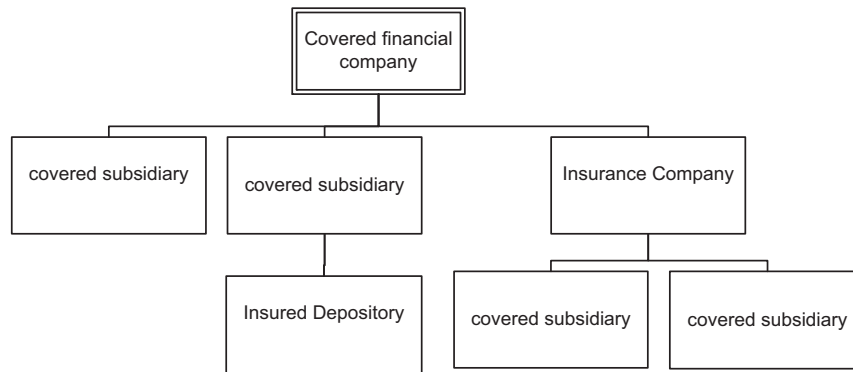 Covered financial
company
covered subsidiary
covered subsidiary
Insurance Company
Insured Depository
covered subsidiary
covered subsidiary